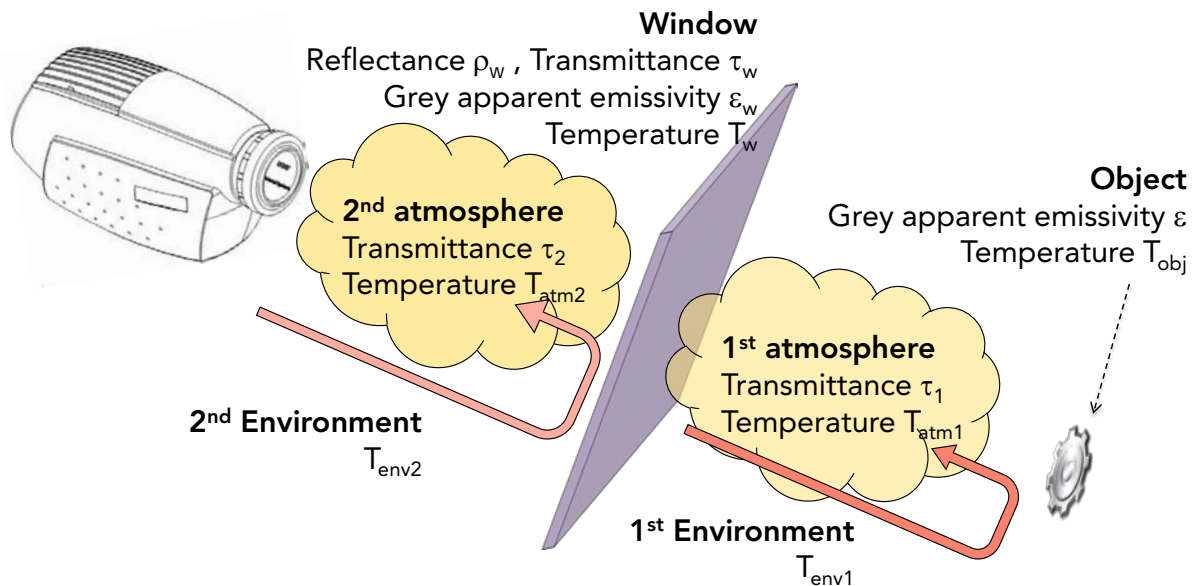 Window
Reflectance ρw , Transmittance τw
Grey apparent emissivity εw
Temperature Tw
Object
Grey apparent emissivity ε
Temperature Tobj
2nd atmosphere
Transmittance τ2
Temperature Tatm2
1st atmosphere
Transmittance τ1
Temperature Tatm1
2nd Environment
Tenv2
1st Environment
Tenv1